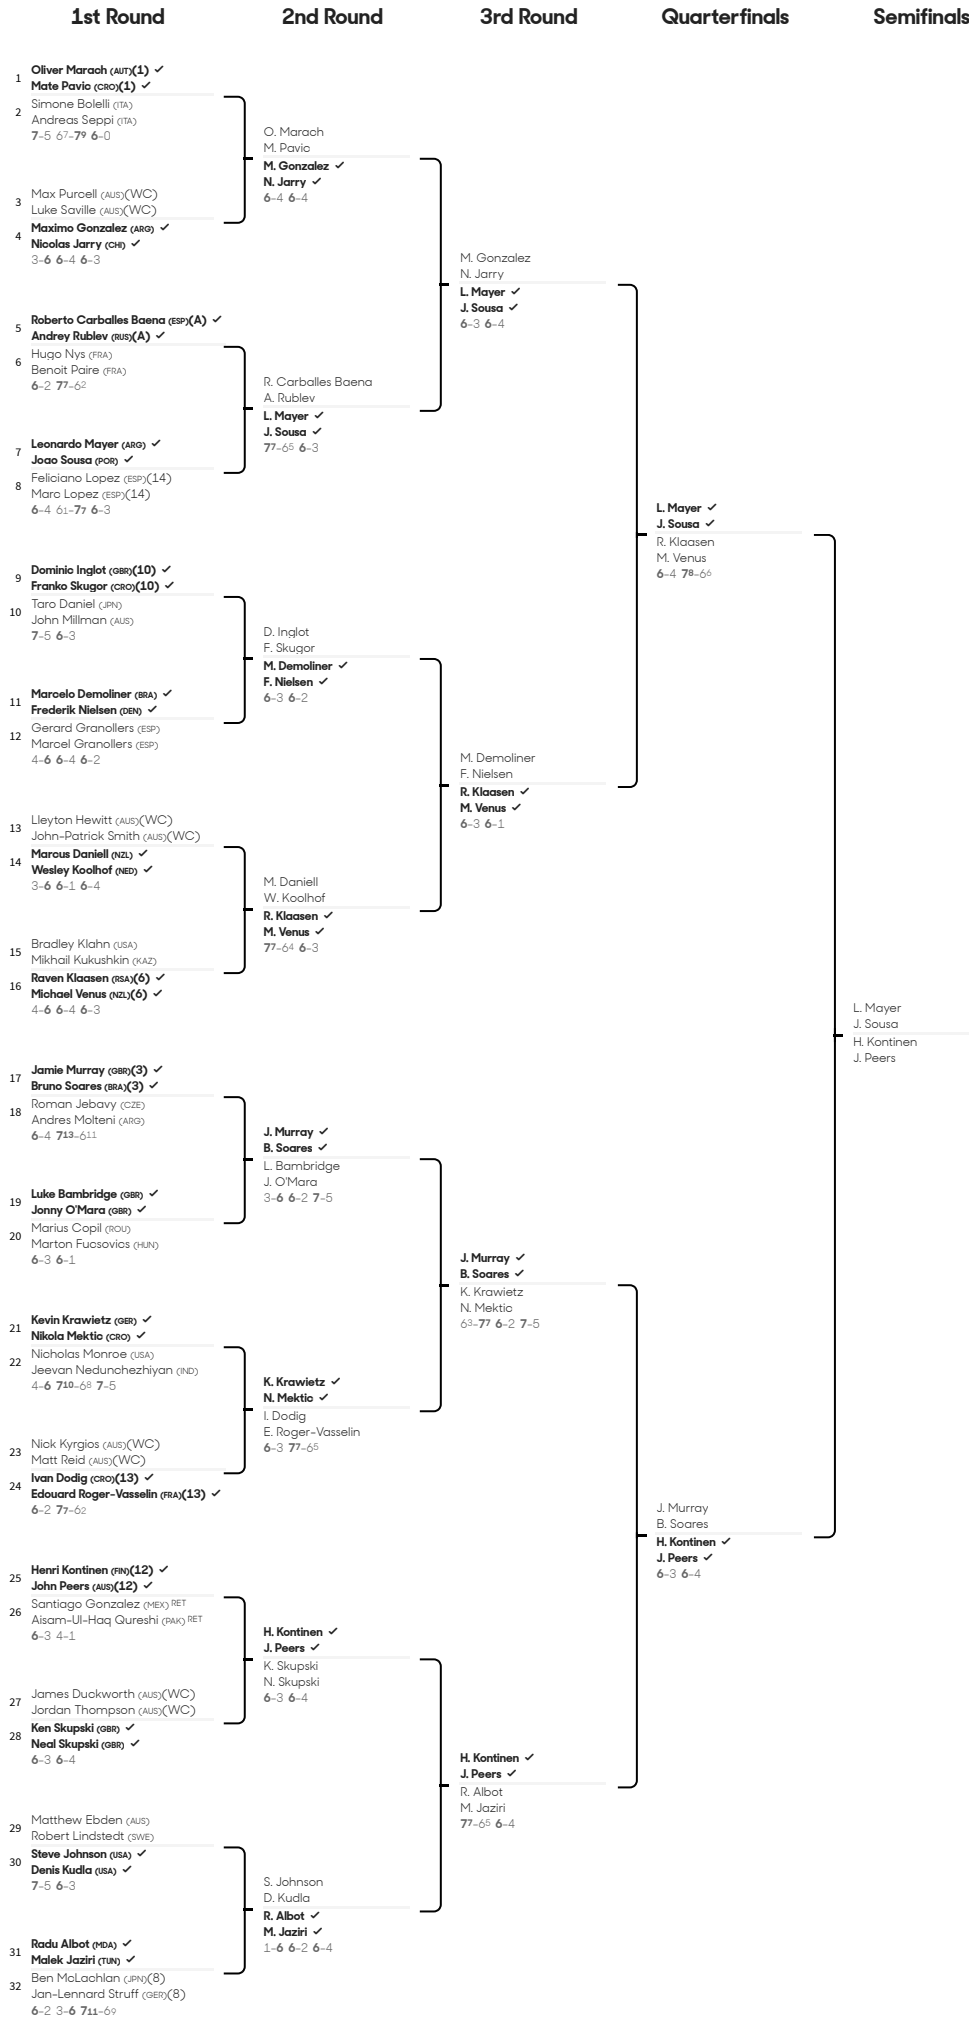 1st Round
2nd Round
3rd Round
Quarterfinals
Semifinals
1
Oliver Marach (AUT)(1) ✓
Mate Pavic (CRO)(1) ✓
2
Simone Bolelli (ITA)
Andreas Seppi (ITA)
7-5 6⁷-7⁹ 6-0
3
Max Purcell (AUS)(WC)
Luke Saville (AUS)(WC)
4
Maximo Gonzalez (ARG) ✓
Nicolas Jarry (CHI) ✓
3-6 6-4 6-3
5
Roberto Carballes Baena (ESP)(A) ✓
Andrey Rublev (RUS)(A) ✓
6
Hugo Nys (FRA)
Benoit Paire (FRA)
6-2 7⁷-6²
7
Leonardo Mayer (ARG) ✓
Joao Sousa (POR) ✓
8
Feliciano Lopez (ESP)(14)
Marc Lopez (ESP)(14)
6-4 6₁-7₇ 6-3
9
Dominic Inglot (GBR)(10) ✓
Franko Skugor (CRO)(10) ✓
10
Taro Daniel (JPN)
John Millman (AUS)
7-5 6-3
11
Marcelo Demoliner (BRA) ✓
Frederik Nielsen (DEN) ✓
12
Gerard Granollers (ESP)
Marcel Granollers (ESP)
4-6 6-4 6-2
13
Lleyton Hewitt (AUS)(WC)
John-Patrick Smith (AUS)(WC)
14
Marcus Daniell (NZL) ✓
Wesley Koolhof (NED) ✓
3-6 6-1 6-4
15
Bradley Klahn (USA)
Mikhail Kukushkin (KAZ)
16
Raven Klaasen (RSA)(6) ✓
Michael Venus (NZL)(6) ✓
4-6 6-4 6-3
17
Jamie Murray (GBR)(3) ✓
Bruno Soares (BRA)(3) ✓
18
Roman Jebavy (CZE)
Andres Molteni (ARG)
6-4 7¹³-6¹¹
19
Luke Bambridge (GBR) ✓
Jonny O'Mara (GBR) ✓
20
Marius Copil (ROU)
Marton Fucsovics (HUN)
6-3 6-1
21
Kevin Krawietz (GER) ✓
Nikola Mektic (CRO) ✓
22
Nicholas Monroe (USA)
Jeevan Nedunchezhiyan (IND)
4-6 7¹⁰-6⁸ 7-5
23
Nick Kyrgios (AUS)(WC)
Matt Reid (AUS)(WC)
24
Ivan Dodig (CRO)(13) ✓
Edouard Roger-Vasselin (FRA)(13) ✓
6-2 7₇-6₂
25
Henri Kontinen (FIN)(12) ✓
John Peers (AUS)(12) ✓
26
Santiago Gonzalez (MEX) RET
Aisam-Ul-Haq Qureshi (PAK) RET
6-3 4-1
27
James Duckworth (AUS)(WC)
Jordan Thompson (AUS)(WC)
28
Ken Skupski (GBR) ✓
Neal Skupski (GBR) ✓
6-3 6-4
29
Matthew Ebden (AUS)
Robert Lindstedt (SWE)
30
Steve Johnson (USA) ✓
Denis Kudla (USA) ✓
7-5 6-3
31
Radu Albot (MDA) ✓
Malek Jaziri (TUN) ✓
32
Ben McLachlan (JPN)(8)
Jan-Lennard Struff (GER)(8)
6-2 3-6 7₁₁-6₉
O. Marach
M. Pavic
M. Gonzalez ✓
N. Jarry ✓
6-4 6-4
R. Carballes Baena
A. Rublev
L. Mayer ✓
J. Sousa ✓
7⁷-6⁵ 6-3
D. Inglot
F. Skugor
M. Demoliner ✓
F. Nielsen ✓
6-3 6-2
M. Daniell
W. Koolhof
R. Klaasen ✓
M. Venus ✓
7⁷-6⁴ 6-3
J. Murray ✓
B. Soares ✓
L. Bambridge
J. O'Mara
3-6 6-2 7-5
K. Krawietz ✓
N. Mektic ✓
I. Dodig
E. Roger-Vasselin
6-3 7⁷-6⁵
H. Kontinen ✓
J. Peers ✓
K. Skupski
N. Skupski
6-3 6-4
S. Johnson
D. Kudla
R. Albot ✓
M. Jaziri ✓
1-6 6-2 6-4
M. Gonzalez
N. Jarry
L. Mayer ✓
J. Sousa ✓
6-3 6-4
M. Demoliner
F. Nielsen
R. Klaasen ✓
M. Venus ✓
6-3 6-1
J. Murray ✓
B. Soares ✓
K. Krawietz
N. Mektic
6³-7⁷ 6-2 7-5
H. Kontinen ✓
J. Peers ✓
R. Albot
M. Jaziri
7⁷-6⁵ 6-4
L. Mayer ✓
J. Sousa ✓
R. Klaasen
M. Venus
6-4 7⁸-6⁶
J. Murray
B. Soares
H. Kontinen ✓
J. Peers ✓
6-3 6-4
L. Mayer
J. Sousa
H. Kontinen
J. Peers